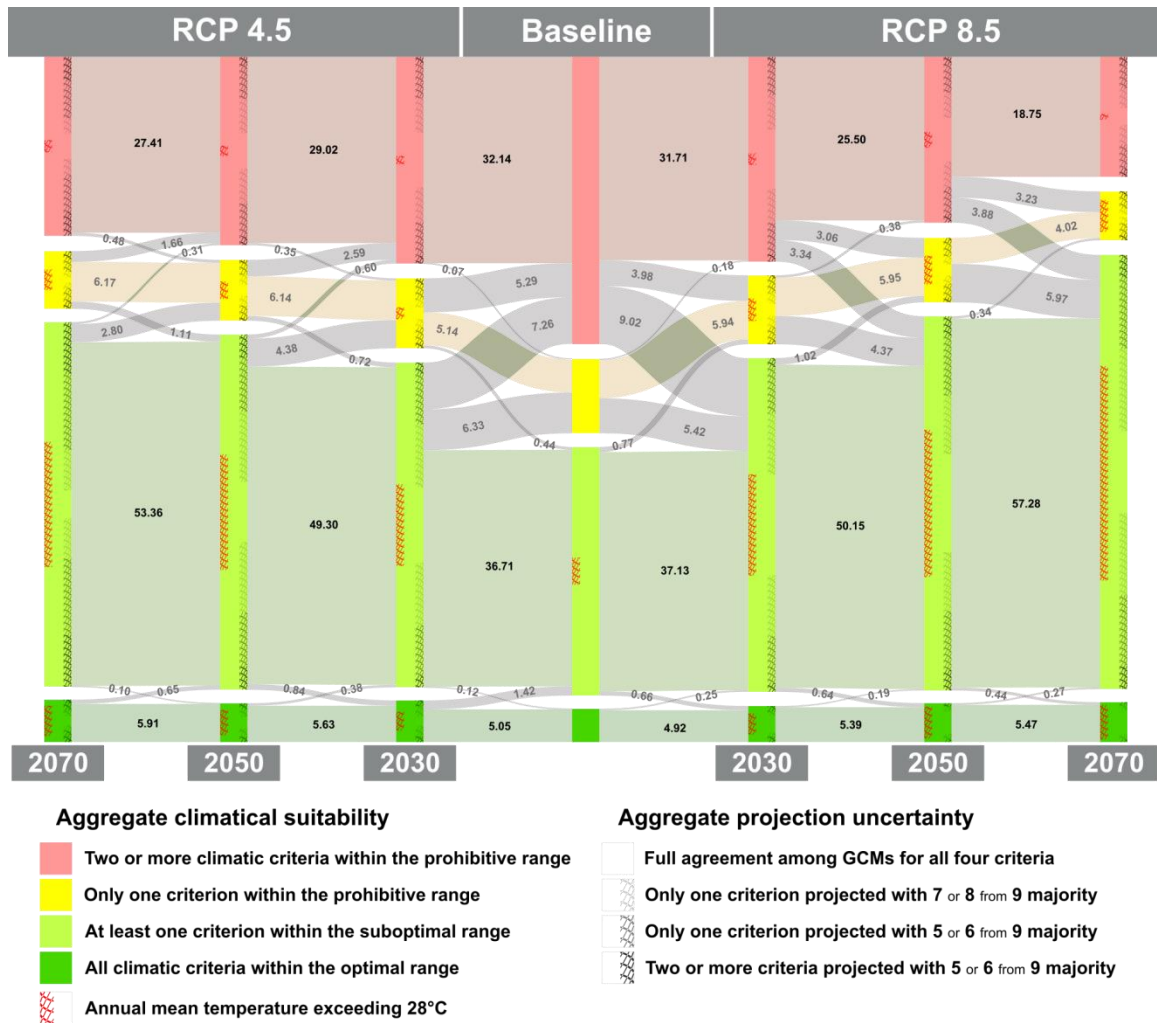 RCP 4.5 Baseline RCP 8.5
27.41 29.02 32.14 31.71 25.50 18.75
0.48 1.66 0.31 0.35 2.59 0.60 0.07 5.29 3.98 0.18 3.06 3.34 0.38 3.23 3.88 4.02
6.17 6.14 5.14 7.26 9.02 5.94 5.95 5.97
2.80 1.11 4.38 0.72 6.33 0.44 0.77 5.42 1.02 4.37 0.34
53.36 49.30 36.71 37.13 50.15 57.28
0.10 0.65 0.84 0.38 0.12 1.42 0.66 0.25 0.64 0.19 0.44 0.27
5.91 5.63 5.05 4.92 5.39 5.47
2070 2050 2030 2030 2050 2070
Aggregate climatical suitability
Two or more climatic criteria within the prohibitive range
Only one criterion within the prohibitive range
At least one criterion within the suboptimal range
All climatic criteria within the optimal range
Annual mean temperature exceeding 28°C
Aggregate projection uncertainty
Full agreement among GCMs for all four criteria
Only one criterion projected with 7 or 8 from 9 majority
Only one criterion projected with 5 or 6 from 9 majority
Two or more criteria projected with 5 or 6 from 9 majority